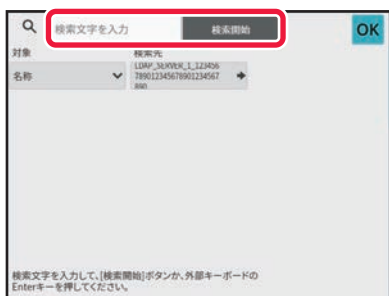 検索文字を入力 検索開始 OK
対象 検索先
名称 LDAP_SERVER_1_123456
789012345678901234567
890
検索文字を入力して、[検索開始]ボタンか、外部キーボードの
Enterキーを押してください。